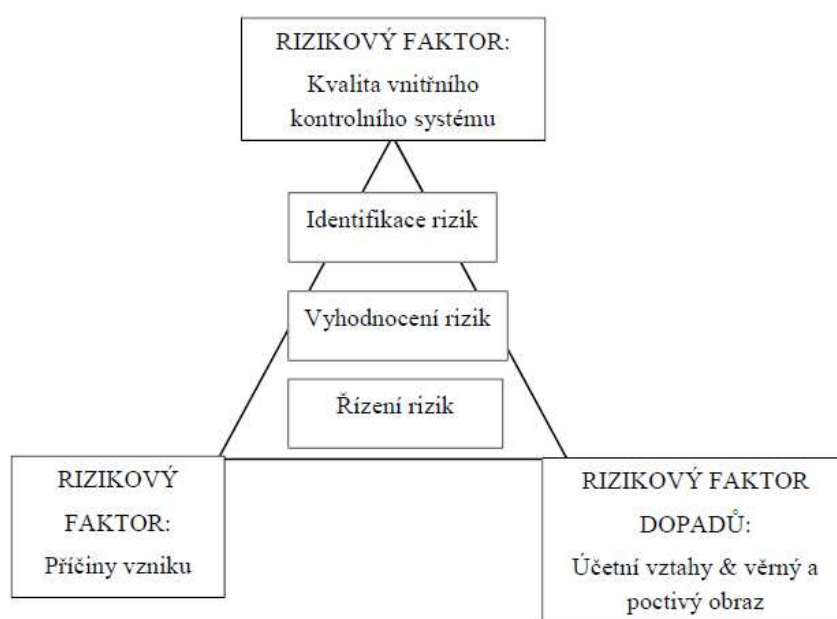 RIZIKOVÝ FAKTOR:
Kvalita vnitřního
kontrolního systému
Identifikace rizik
Vyhodnocení rizik
Řízení rizik
RIZIKOVÝ
FAKTOR:
Příčiny vzniku
RIZIKOVÝ FAKTOR
DOPADŮ:
Účetní vztahy & věrný a
poctivý obraz